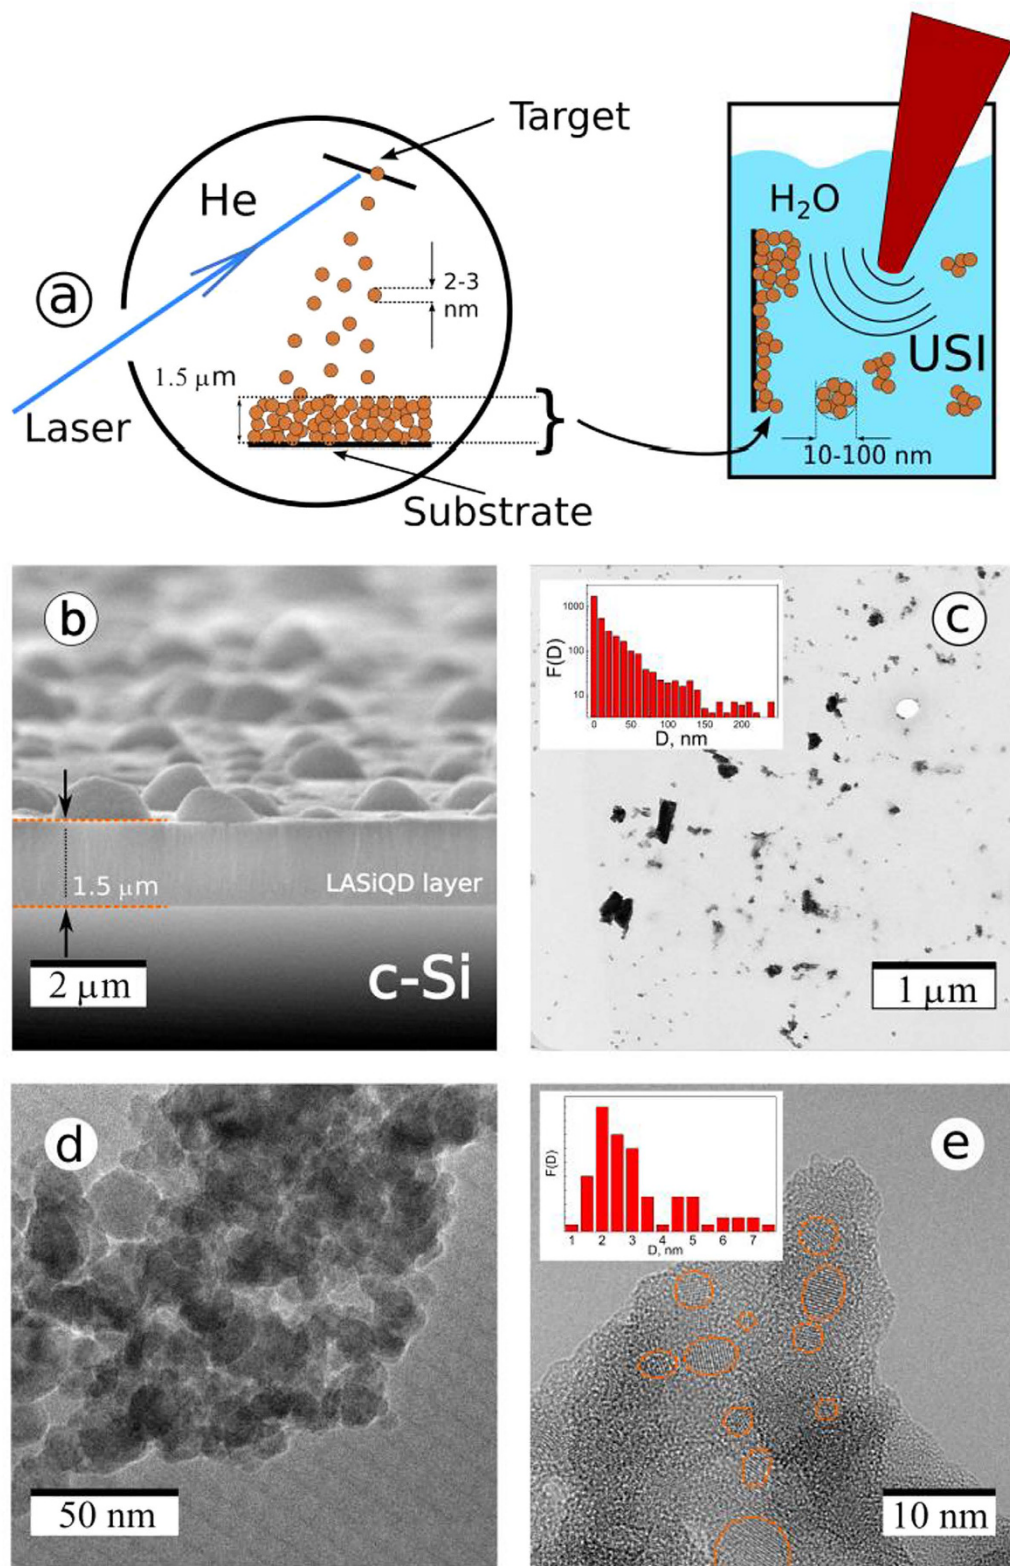 Target
He
H₂O
a
2-3
nm
1.5 μm
USI
Laser
10-100 nm
Substrate
b
c
1000
100
10
F(D)
0 50 100 150 200
D, nm
1.5 μm
LASiQD layer
2 μm
c-Si
1 μm
d
e
F(D)
1 2 3 4 5 6 7
D, nm
50 nm
10 nm